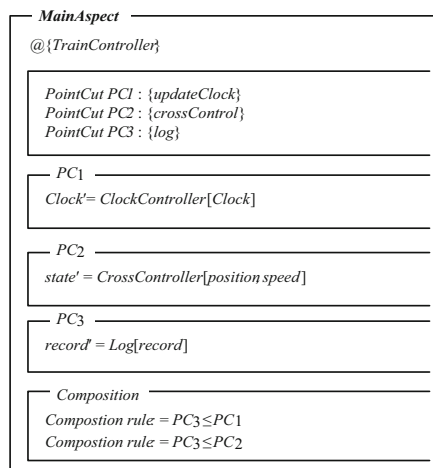 MainAspect
@{TrainController}
PointCut PC1 : {updateClock}
PointCut PC2 : {crossControl}
PointCut PC3 : {log}
PC1
Clock'= ClockController[Clock]
PC2
state' = CrossController[position,speed]
PC3
record' = Log[record]
Composition
Compostion rule: = PC3≤PC1
Compostion rule: = PC3≤PC2